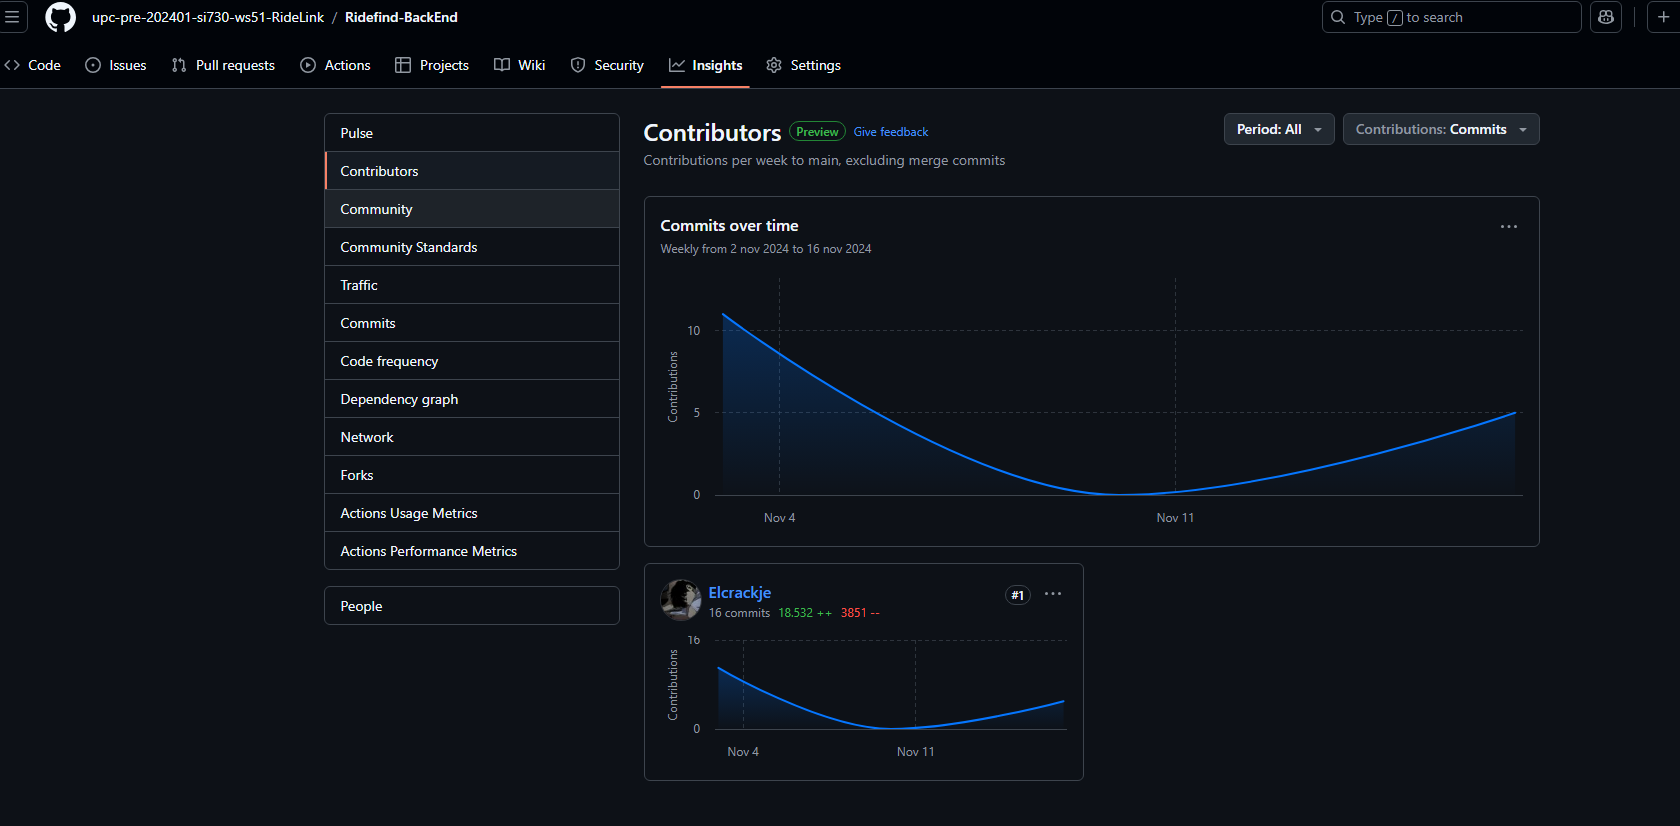 upc-pre-202401-si730-ws51-RideLink / Ridefind-BackEnd
Type / to search
Code Issues Pull requests Actions Projects Wiki Security Insights Settings
Pulse
Contributors
Community
Community Standards
Traffic
Commits
Code frequency
Dependency graph
Network
Forks
Actions Usage Metrics
Actions Performance Metrics
People
Contributors Preview Give feedback
Contributions per week to main, excluding merge commits
Period: All
Contributions: Commits
Commits over time
Weekly from 2 nov 2024 to 16 nov 2024
Contributions
10
5
0
Nov 4 Nov 11
Elcrackje
#1
16 commits 18.532 ++ 3851 --
Contributions
16
0
Nov 4 Nov 11